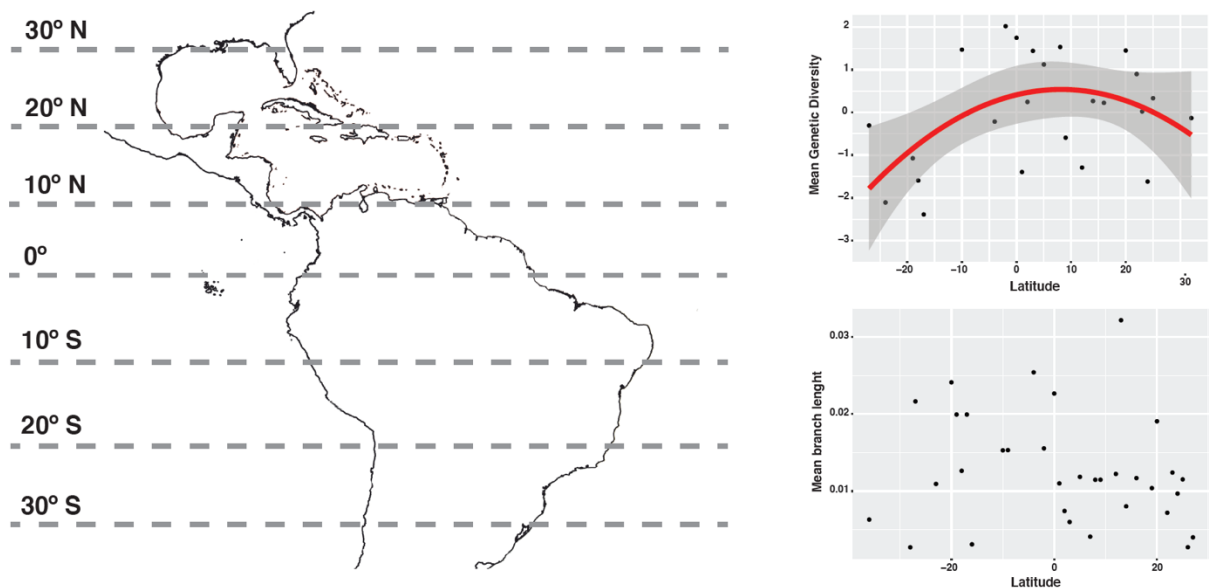 30º N
20º N
10º N
0º
10º S
20º S
30º S
Mean Genetic Diversity
2
1
0
−1
−2
−3
−20
−10
0
10
20
30
Latitude
Mean branch lenght
0.03
0.02
0.01
−20
0
20
Latitude